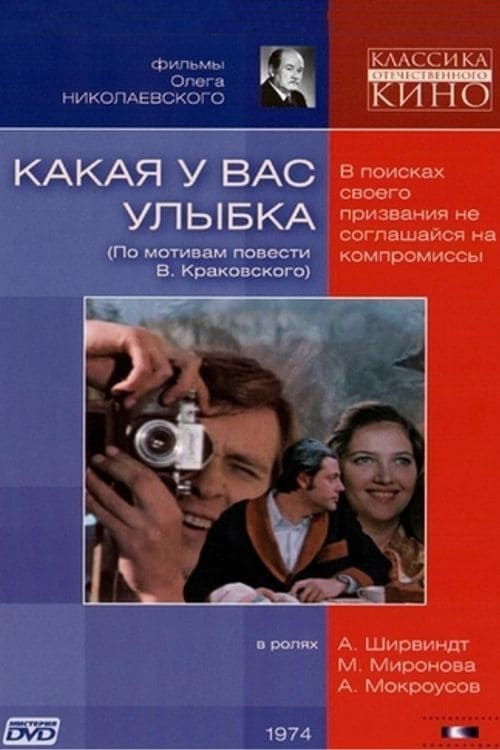 фильмы
Олега
НИКОЛАЕВСКОГО
КЛАССИКА
ОТЕЧЕСТВЕННОГО
КИНО
КАКАЯ У ВАС
УЛЫБКА
(По мотивам повести
В. Краковского)
В поисках
своего
призвания не
соглашайся на
компромиссы
в ролях
А. Ширвиндт
М. Миронова
А. Мокроусов
МИСТЕРИЯ
DVD
1974